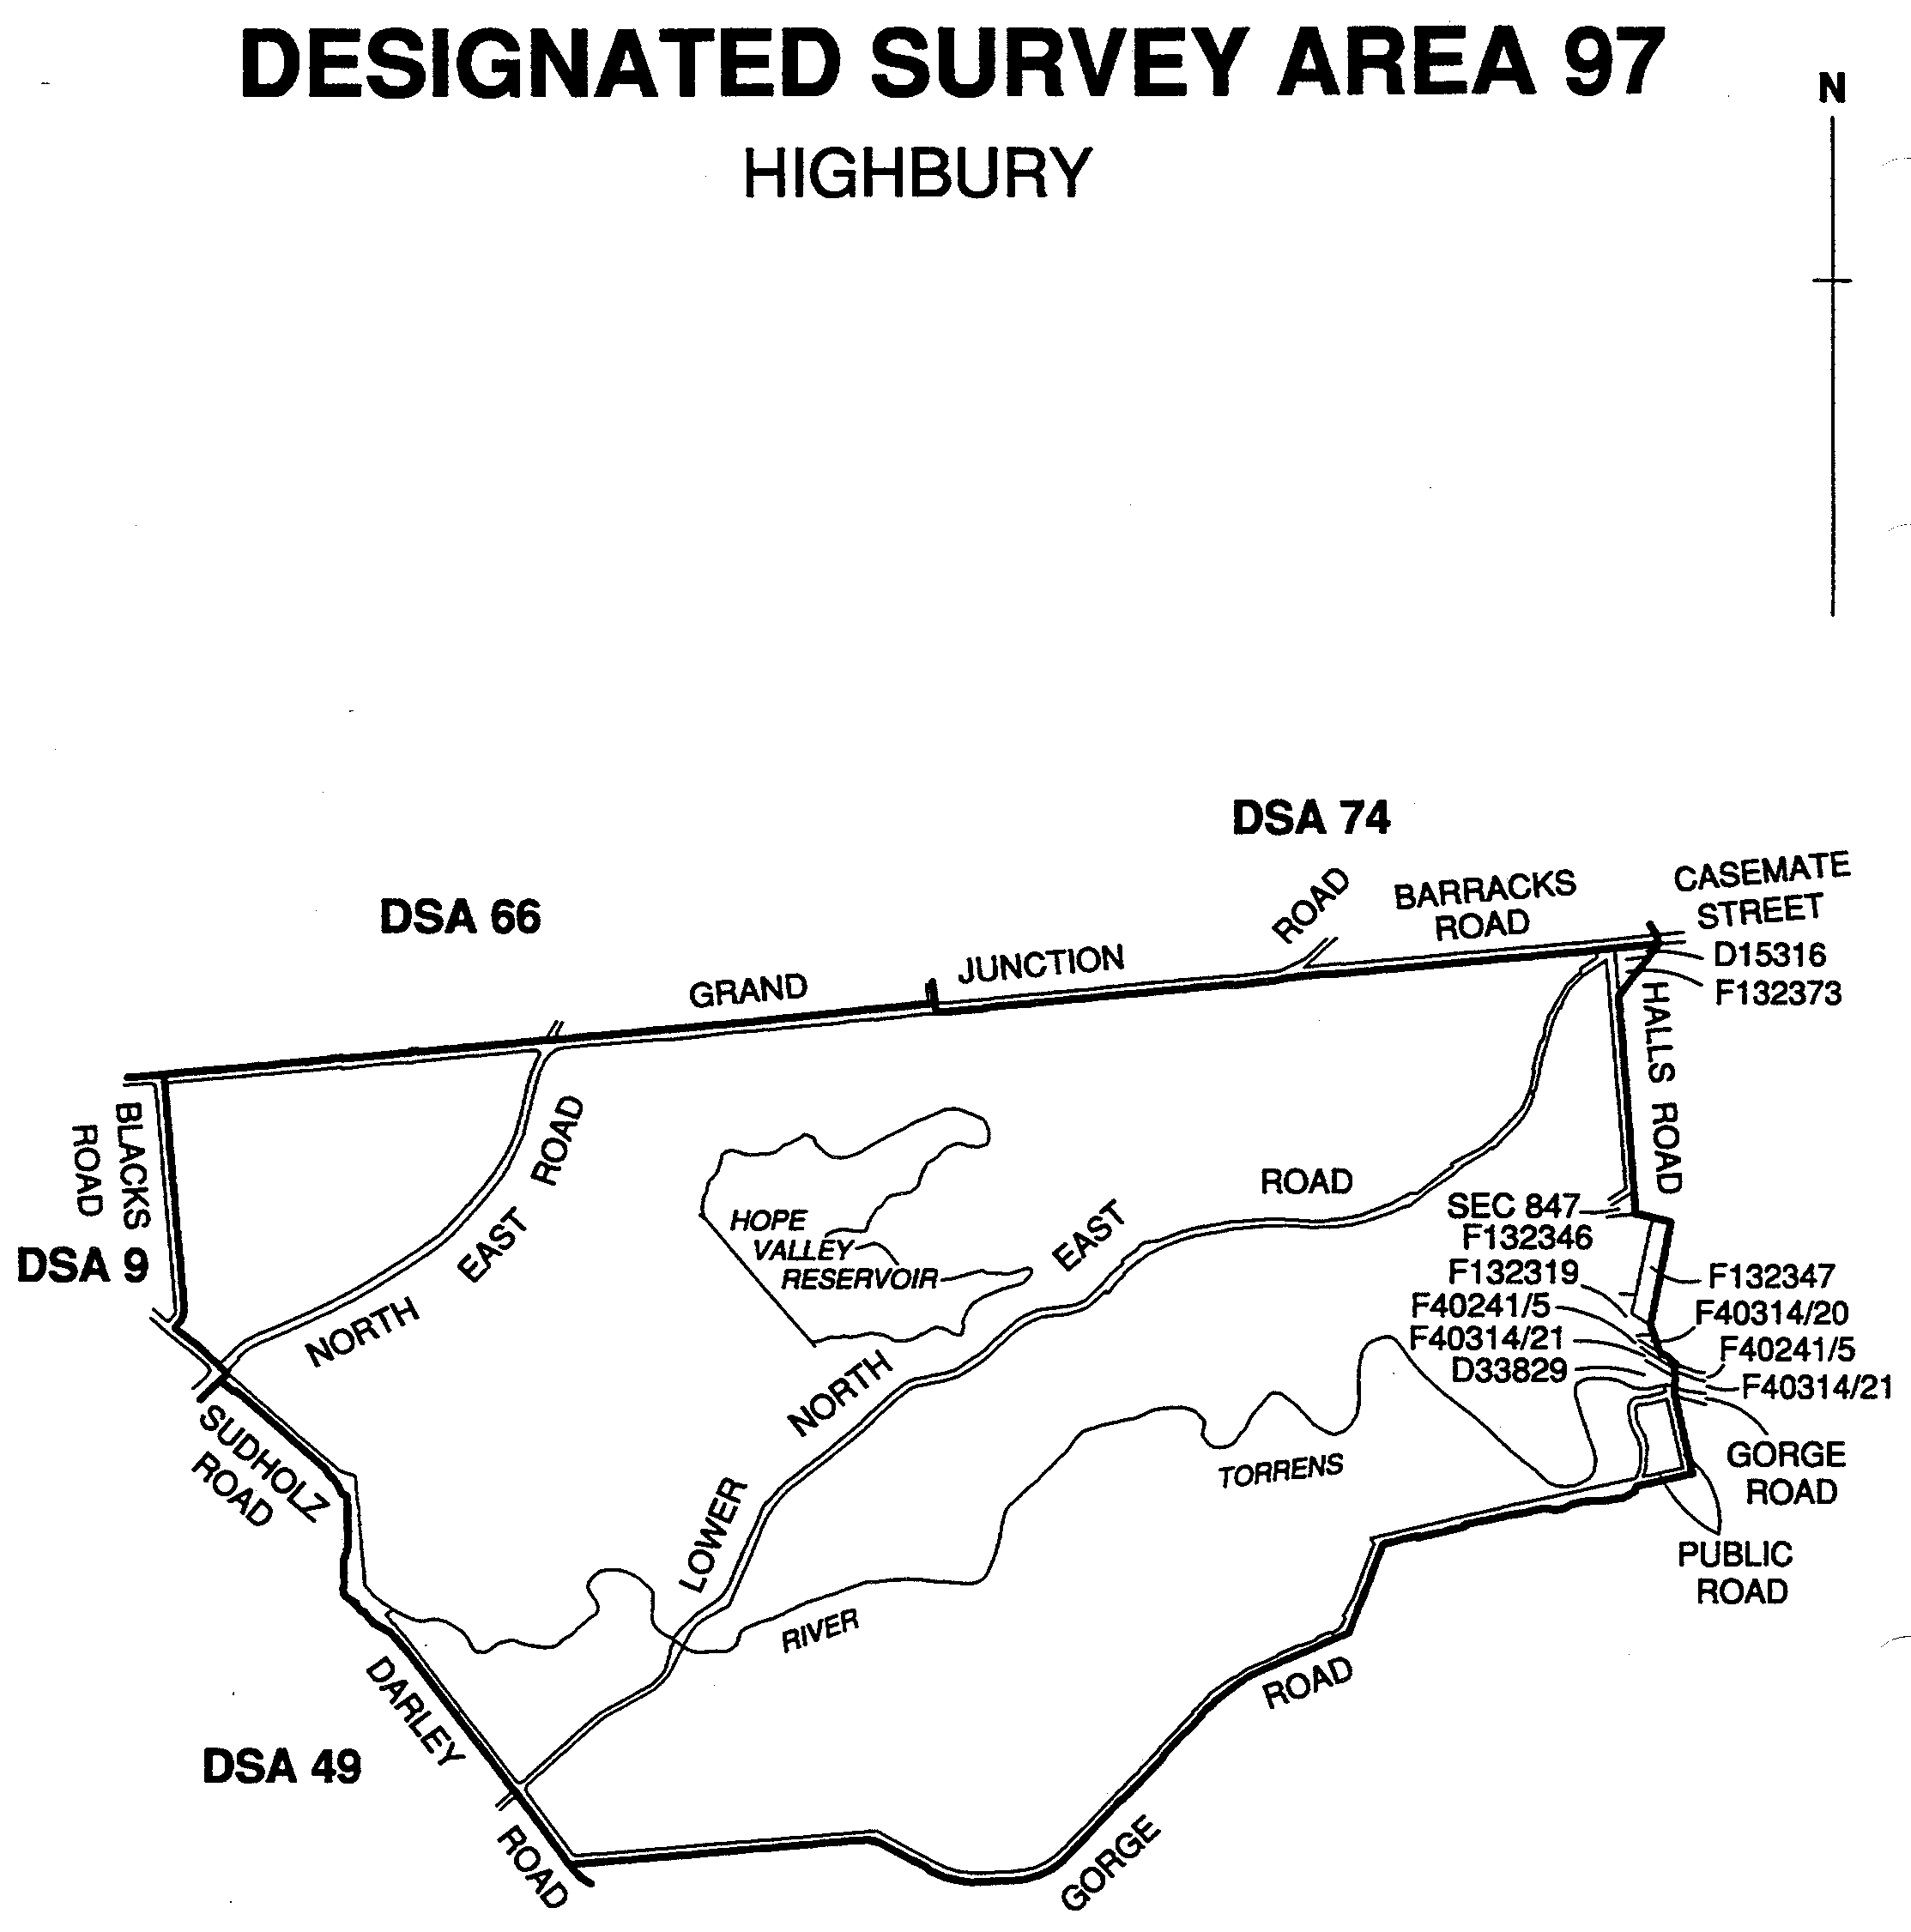 DESIGNATED SURVEY AREA 97
HIGHBURY
N
DSA 74
DSA 66
GRAND
JUNCTION
ROAD
BARRACKS
ROAD
CASEMATE
STREET
D15316
F132373
HALLS ROAD
BLACKS
ROAD
DSA 9
NORTH
EAST
ROAD
HOPE
VALLEY
RESERVOIR
LOWER
NORTH
EAST
ROAD
SEC 847
F132346
F132319
F40241/5
F40314/21
D33829
F132347
F40314/20
F40241/5
F40314/21
GORGE
ROAD
PUBLIC
ROAD
SUDHOLZ
ROAD
RIVER
TORRENS
DARLEY
ROAD
DSA 49
GORGE
ROAD